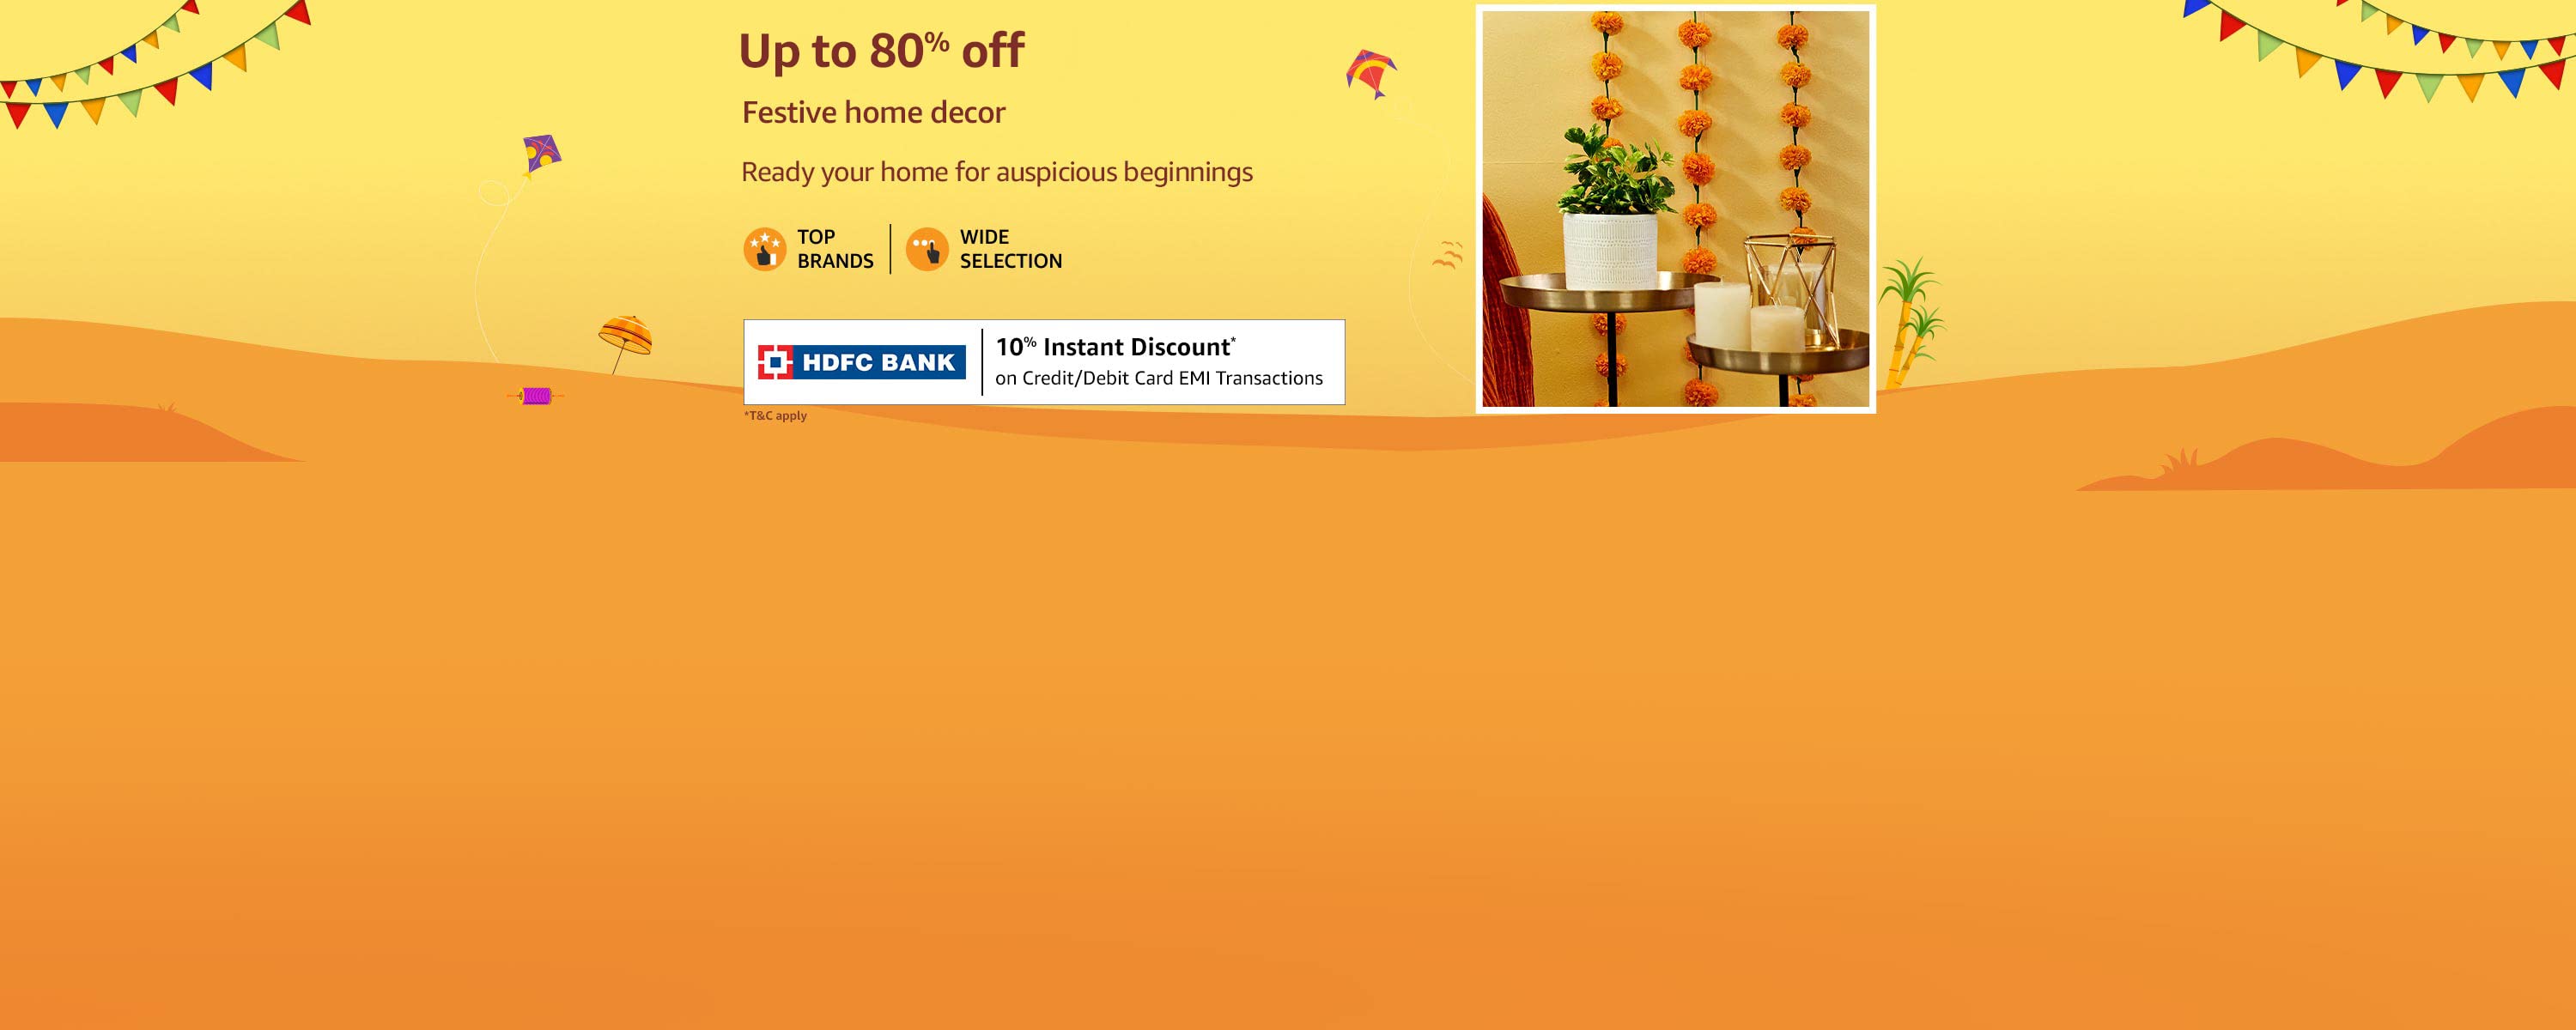 Up to 80% off
Festive home decor
Ready your home for auspicious beginnings
TOP
BRANDS
WIDE
SELECTION
HDFC BANK
10% Instant Discount*
on Credit/Debit Card EMI Transactions
*T&C apply